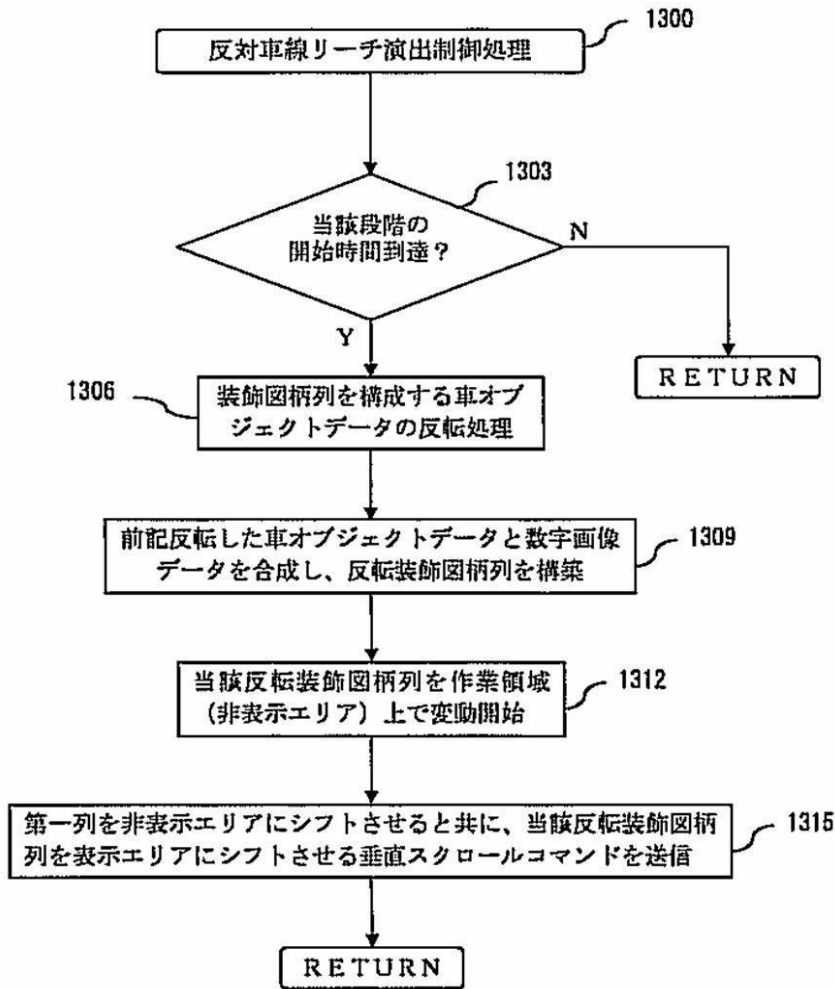 反対車線リーチ演出制御処理
1300
1303
当該段階の
開始時間到達？
N
Y
RETURN
1306
装飾図柄列を構成する車オブ
ジェクトデータの反転処理
前記反転した車オブジェクトデータと数字画像
データを合成し、反転装飾図柄列を構築
1309
当該反転装飾図柄列を作業領域
（非表示エリア）上で変動開始
1312
第一列を非表示エリアにシフトさせると共に、当該反転装飾図柄
列を表示エリアにシフトさせる垂直スクロールコマンドを送信
1315
RETURN